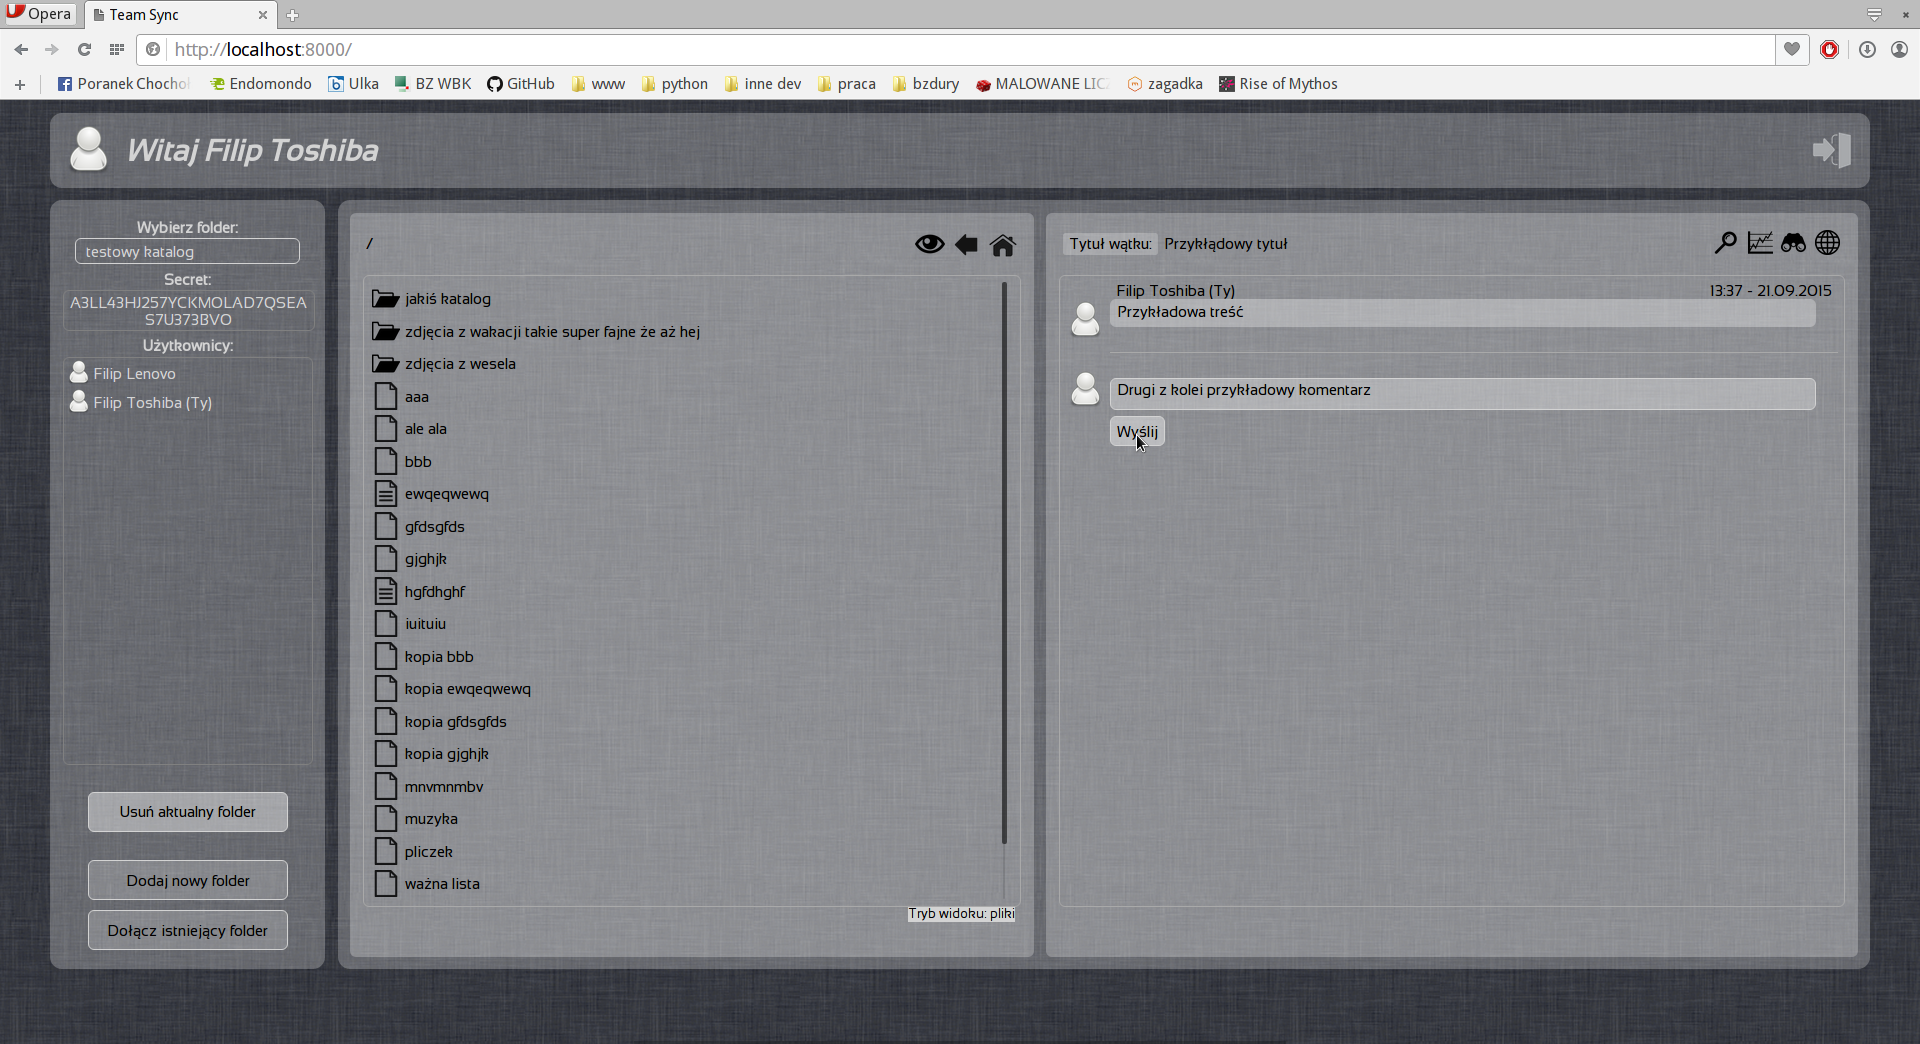 Opera
Team Sync
http://localhost:8000/
Poranek Chocho
Endomondo
Ulka
BZ WBK
GitHub
www
python
inne dev
praca
bzdury
MALOWANE LIC
zagadka
Rise of Mythos
Witaj Filip Toshiba
Wybierz folder:
testowy katalog
Secret:
A3LL43HJ257YCKMOLAD7QSEA
S7U373BVO
Użytkownicy:
Filip Lenovo
Filip Toshiba (Ty)
Usuń aktualny folder
Dodaj nowy folder
Dołącz istniejący folder
/
jakiś katalog
zdjęcia z wakacji takie super fajne że aż hej
zdjęcia z wesela
aaa
ale ala
bbb
ewqeqwewq
gfdsgfds
gjghjk
hgfdhghf
iuituiu
kopia bbb
kopia ewqeqwewq
kopia gfdsgfds
kopia gjghjk
mnvmnmbv
muzyka
pliczek
ważna lista
Tryb widoku: pliki
Tytuł wątku: Przykłądowy tytuł
Filip Toshiba (Ty) 13:37 - 21.09.2015
Przykładowa treść
Drugi z kolei przykładowy komentarz
Wyślij